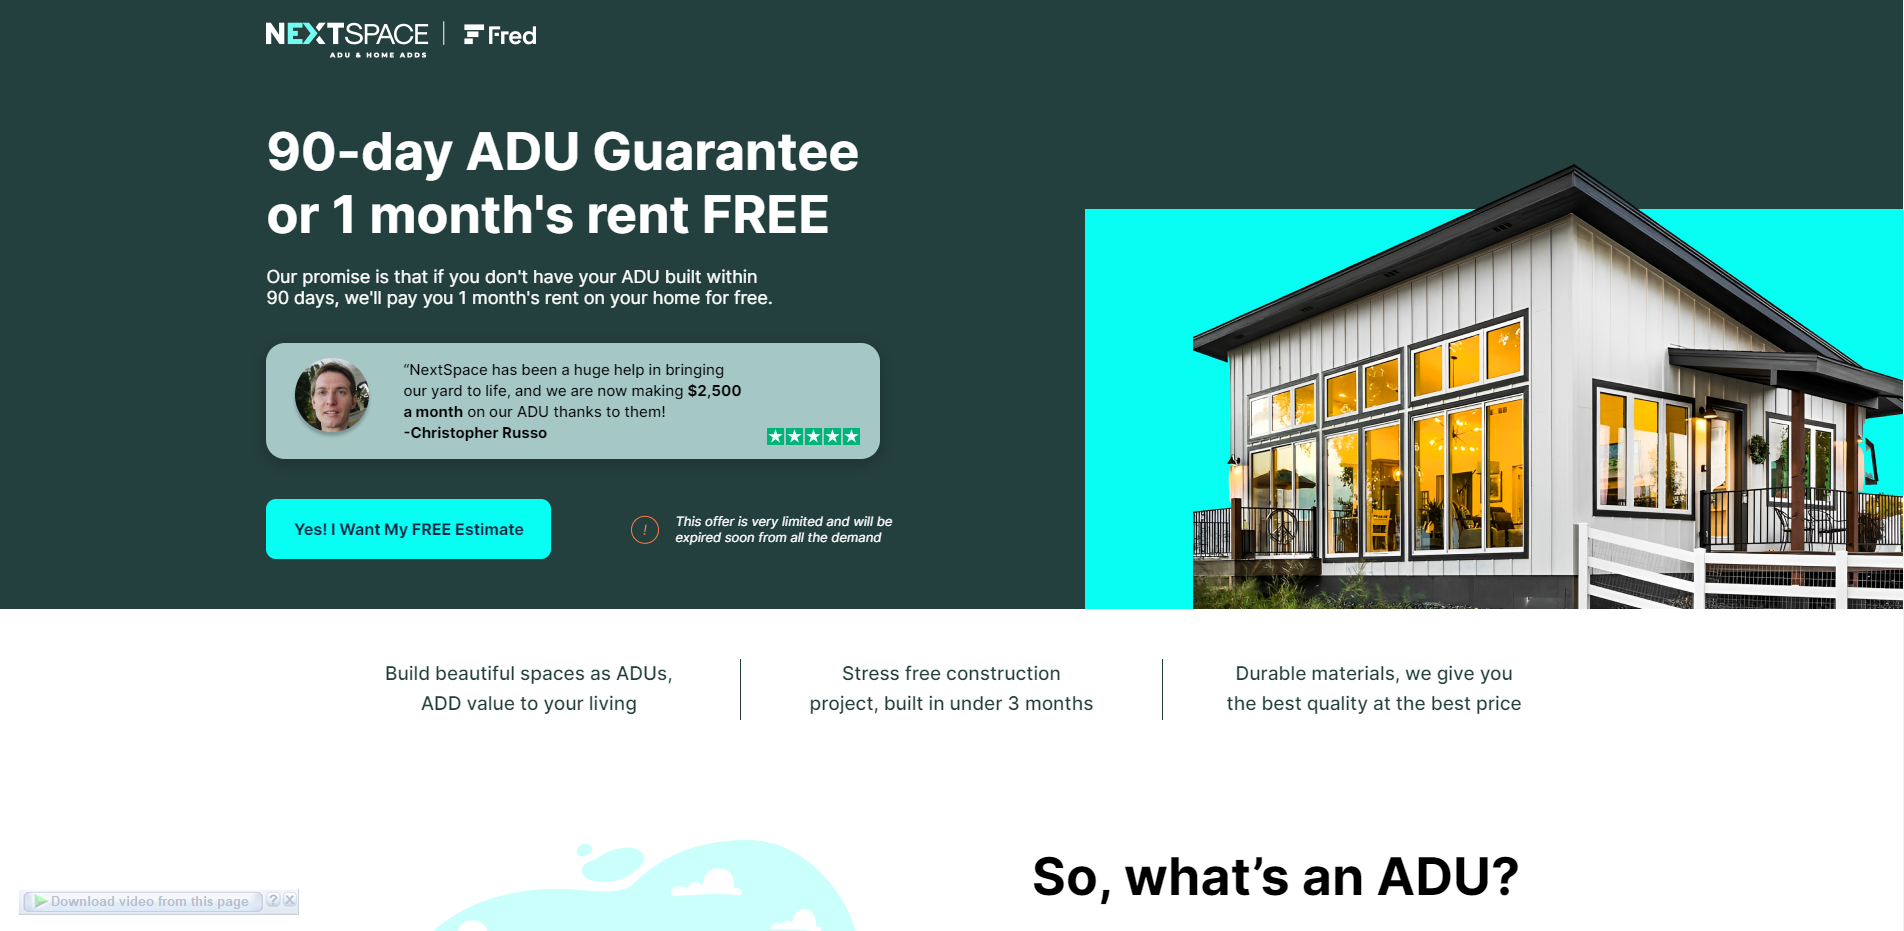 NEXTSPACE
ADU & HOME ADDS
Fred
90-day ADU Guarantee
or 1 month's rent FREE
Our promise is that if you don't have your ADU built within
90 days, we'll pay you 1 month's rent on your home for free.
“NextSpace has been a huge help in bringing
our yard to life, and we are now making $2,500
a month on our ADU thanks to them!
-Christopher Russo
Yes! I Want My FREE Estimate
!
This offer is very limited and will be
expired soon from all the demand
Build beautiful spaces as ADUs,
ADD value to your living
Stress free construction
project, built in under 3 months
Durable materials, we give you
the best quality at the best price
So, what’s an ADU?
Download video from this page
?
X